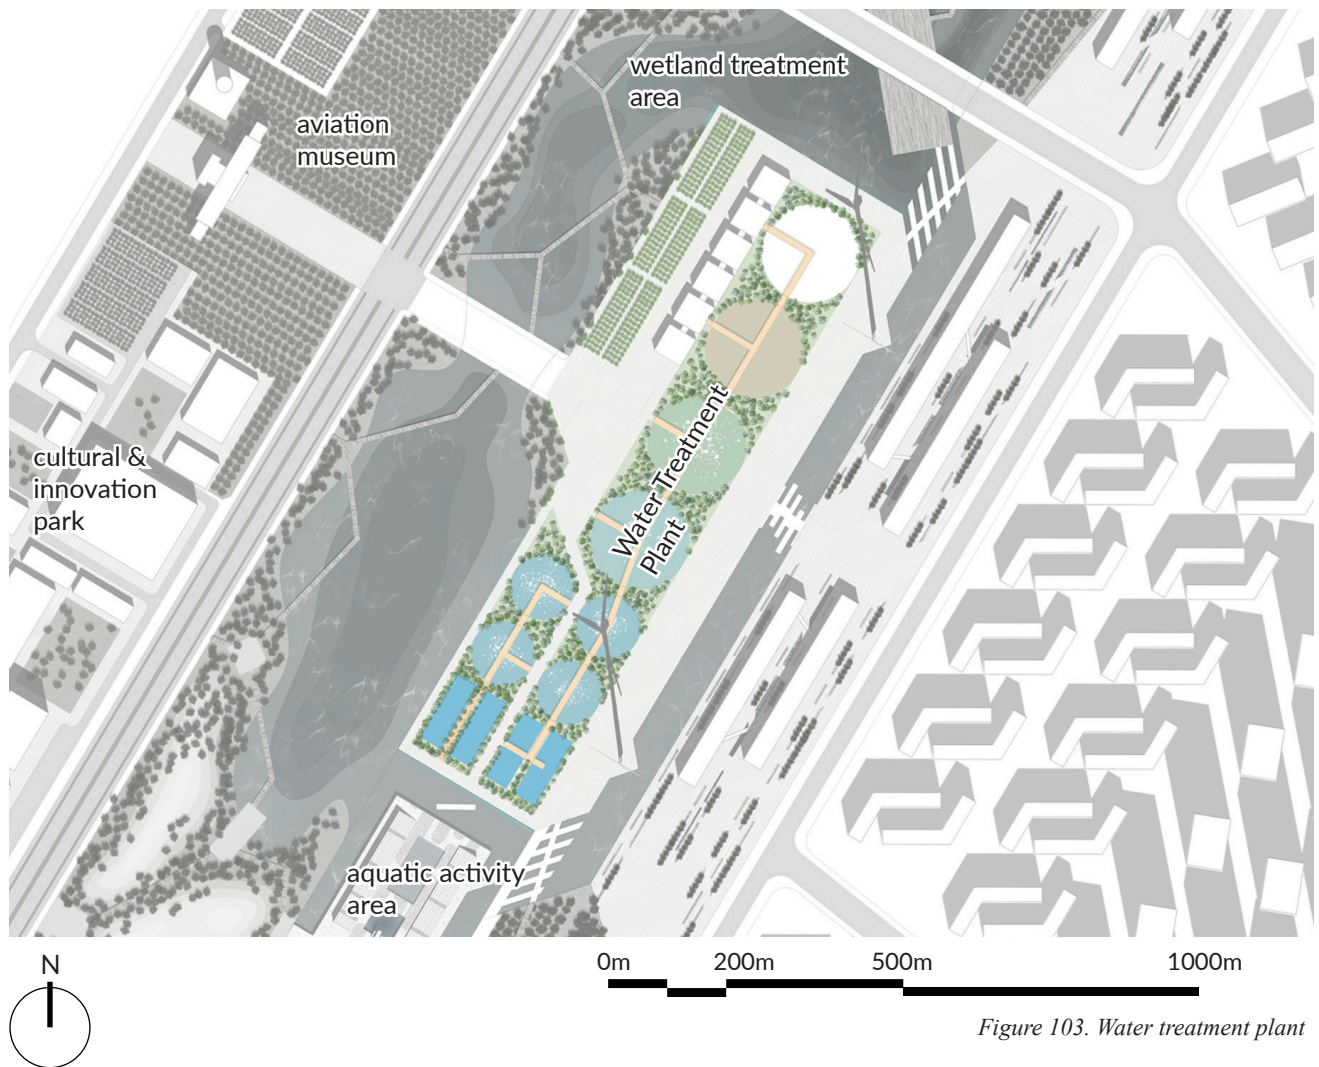 wetland treatment
area
aviation
museum
Water Treatment
Plant
cultural &
innovation
park
aquatic activity
area
N
0m 200m 500m 1000m
Figure 103. Water treatment plant